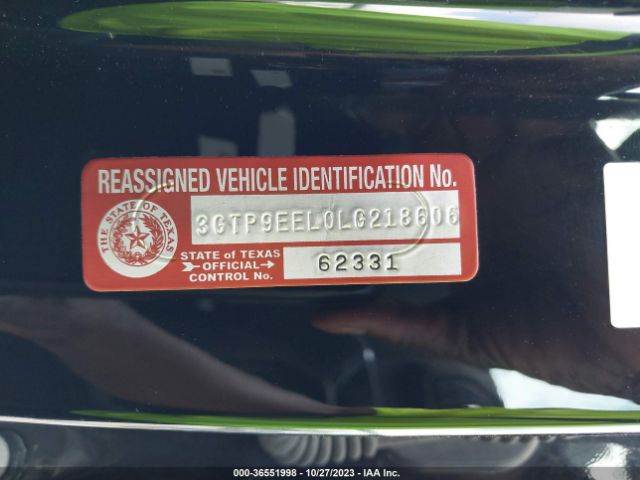 REASSIGNED VEHICLE IDENTIFICATION No.
THE STATE OF TEXAS
3GTP9EEL0LG218606
STATE of TEXAS
OFFICIAL
CONTROL No.
62331
000-36551998 - 10/27/2023 - IAA Inc.